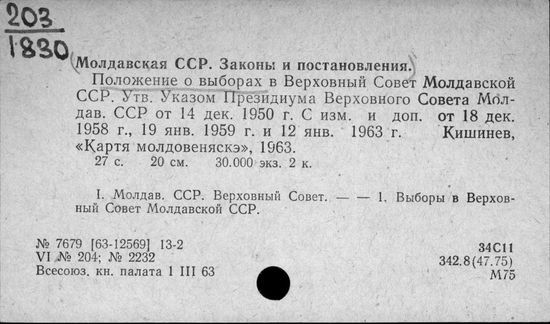 203
1830
(Молдавская ССР. Законы и постановления.)
Положение о выборах в Верховный Совет Молдавской
ССР. Утв. Указом Президиума Верховного Совета Мол-
дав. ССР от 14 дек. 1950 г. С изм. и доп. от 18 дек.
1958 г., 19 янв. 1959 г. и 12 янв. 1963 г. Кишинев,
«Картя молдовеняскэ», 1963.
27 с. 20 см. 30.000 экз. 2 к.
I. Молдав. ССР. Верховный Совет. — — 1. Выборы в Верхов-
ный Совет Молдавской ССР.
№ 7679 [63-12569] 13-2
34С11
VI № 204; № 2232
342.8(47.75)
Всесоюз. кн. палата 1 III 63
М75